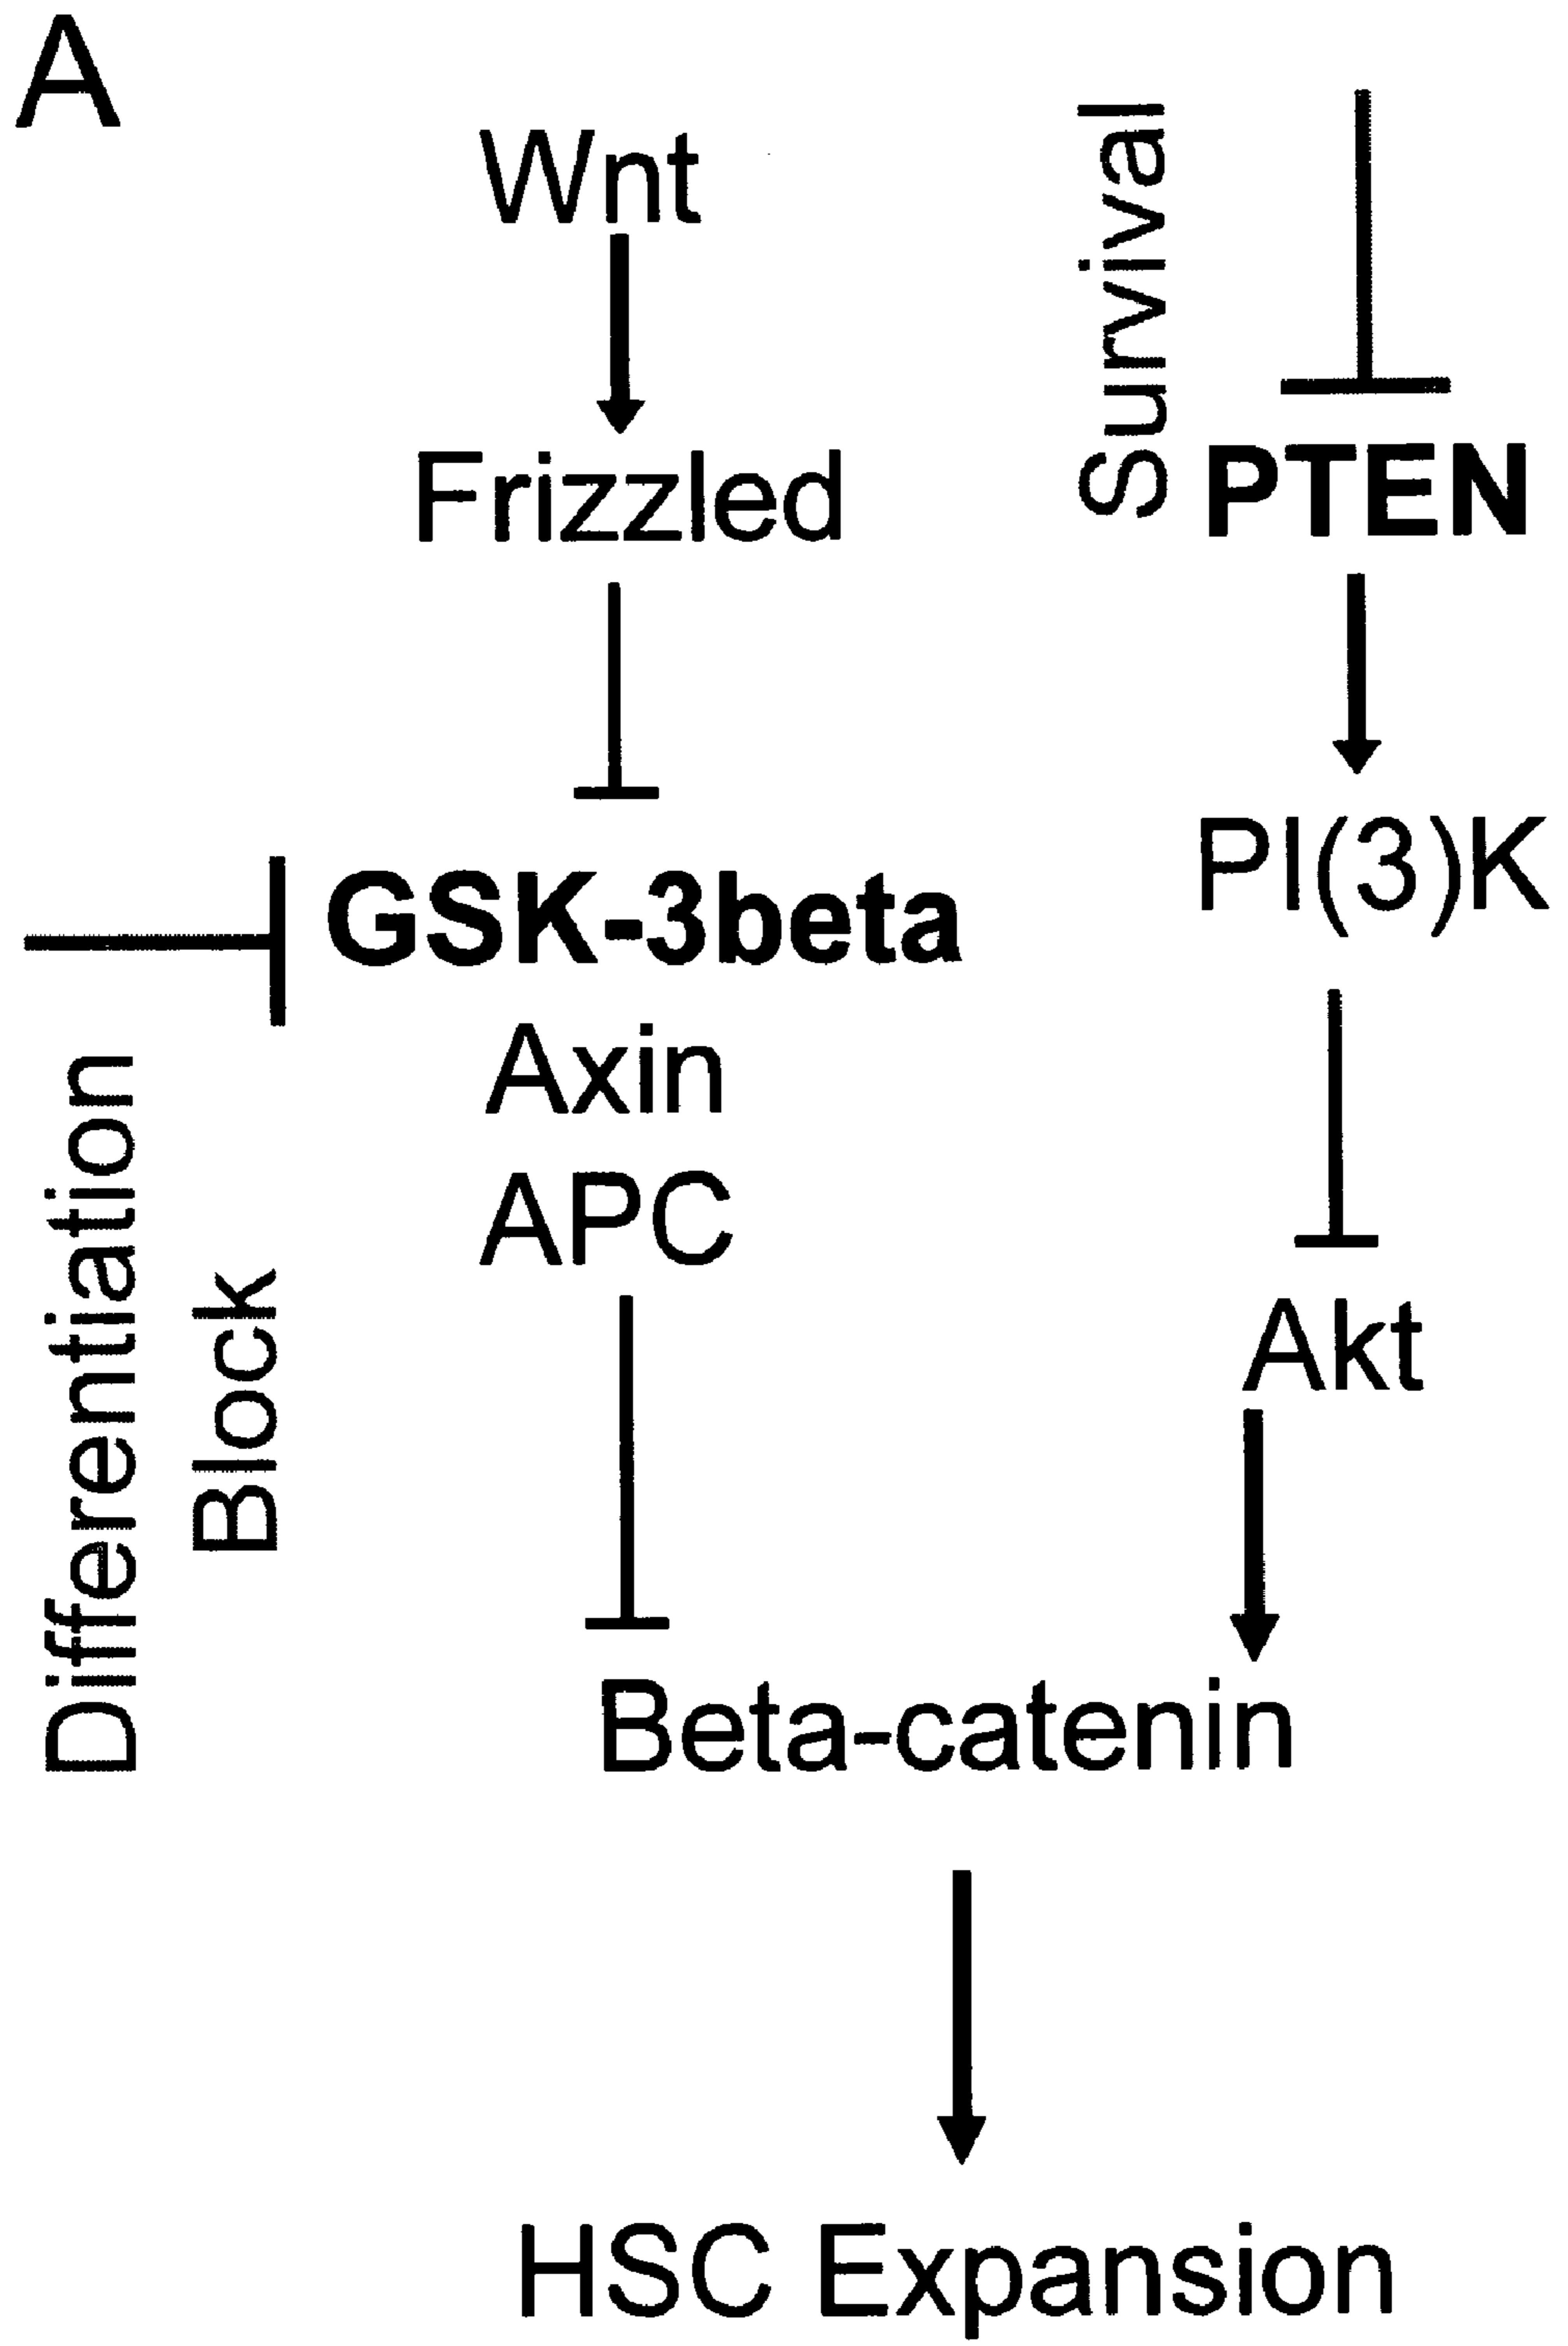 A
Wnt
Survival
Frizzled
PTEN
PI(3)K
GSK-3beta
Axin
APC
Differentiation
Block
Akt
Beta-catenin
HSC Expansion